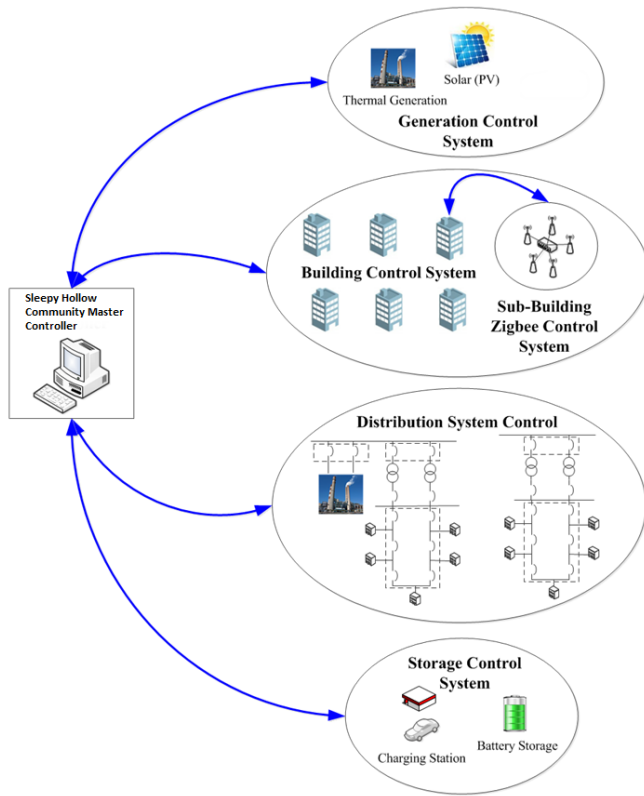 Solar (PV)
Thermal Generation
Generation Control
System
Building Control System
Sub-Building
Zigbee Control
System
Sleepy Hollow
Community Master
Controller
Distribution System Control
Storage Control
System
Charging Station
Battery Storage